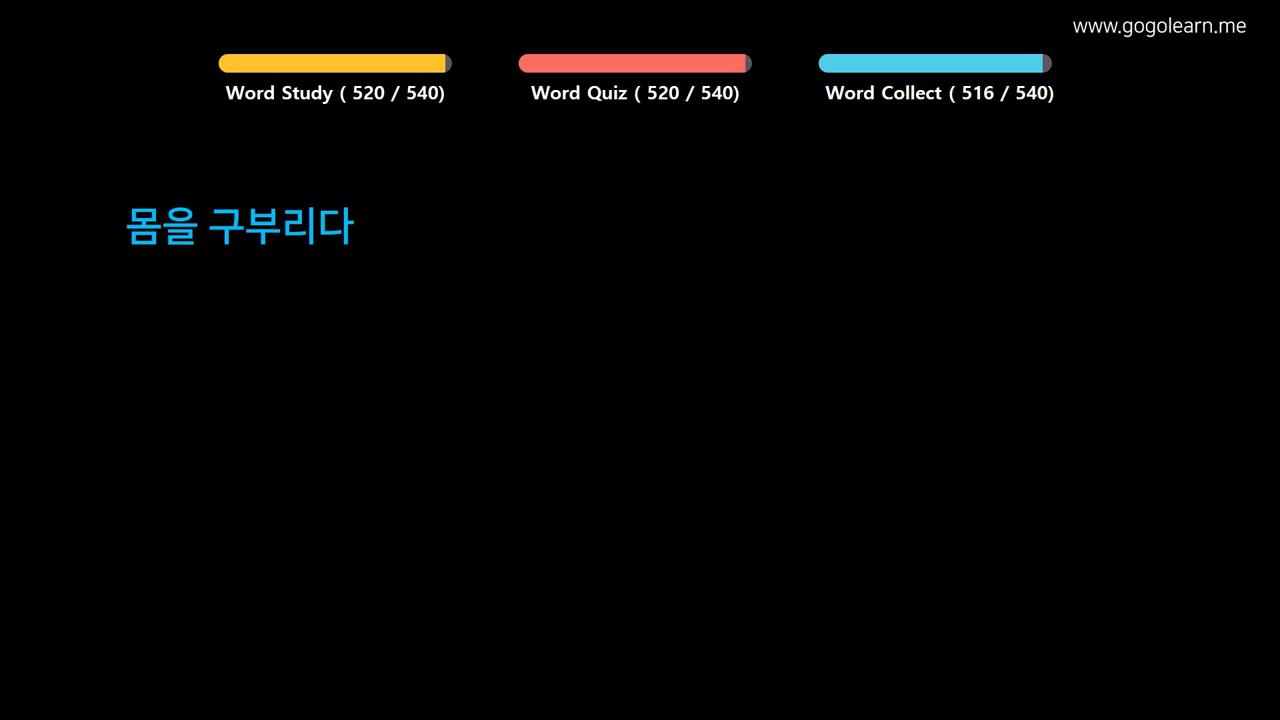 www.gogolearn.me
Word Study ( 520 / 540)
Word Quiz ( 520 / 540)
Word Collect ( 516 / 540)
몸을 구부리다